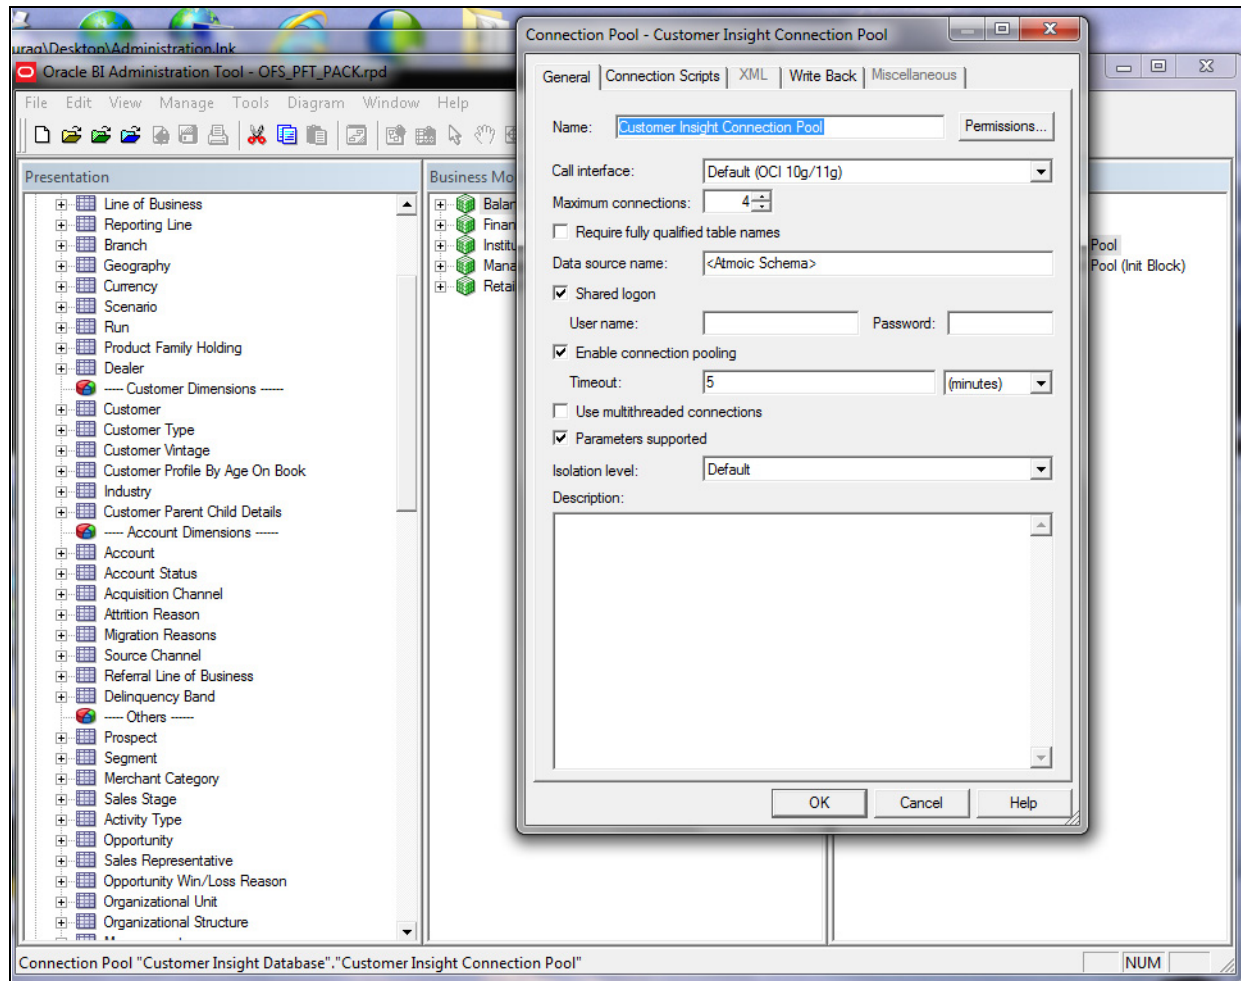 urag\Desktop\Administration.lnk
Oracle BI Administration Tool - OFS_PFT_PACK.rpd
File Edit View Manage Tools Diagram Window Help
Presentation
Line of Business
Reporting Line
Branch
Geography
Currency
Scenario
Run
Product Family Holding
Dealer
----- Customer Dimensions ------
Customer
Customer Type
Customer Vintage
Customer Profile By Age On Book
Industry
Customer Parent Child Details
----- Account Dimensions ------
Account
Account Status
Acquisition Channel
Attrition Reason
Migration Reasons
Source Channel
Referral Line of Business
Delinquency Band
----- Others ------
Prospect
Segment
Merchant Category
Sales Stage
Activity Type
Opportunity
Sales Representative
Opportunity Win/Loss Reason
Organizational Unit
Organizational Structure
Business Mo
Balar
Finan
Institu
Mana
Retai
Connection Pool - Customer Insight Connection Pool
General Connection Scripts XML Write Back Miscellaneous
Name: Customer Insight Connection Pool Permissions...
Call interface: Default (OCI 10g/11g)
Maximum connections: 4
Require fully qualified table names
Data source name: <Atmoic Schema>
Shared logon
User name: Password:
Enable connection pooling
Timeout: 5 (minutes)
Use multithreaded connections
Parameters supported
Isolation level: Default
Description:
OK Cancel Help
Pool
Pool (Init Block)
Connection Pool "Customer Insight Database"."Customer Insight Connection Pool"
NUM